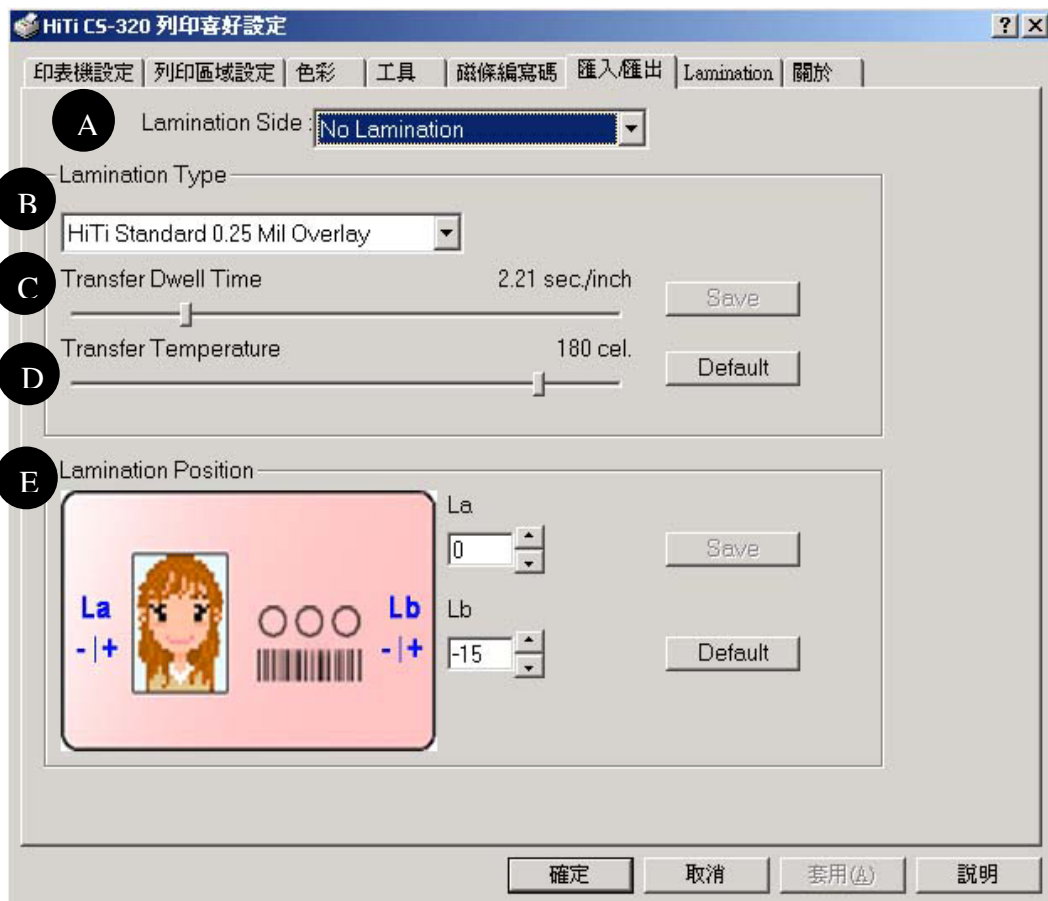 HiTi CS-320 列印喜好設定
印表機設定 列印區域設定 色彩 工具 磁條編寫碼 匯入/匯出 Lamination 關於
A Lamination Side : No Lamination
Lamination Type
B
HiTi Standard 0.25 Mil Overlay
C Transfer Dwell Time 2.21 sec./inch
Save
Transfer Temperature 180 cel.
D
Default
Lamination Position
E
La
0
Save
La Lb
- | + - | +
Lb
-15
Default
確定 取消 套用(A) 說明